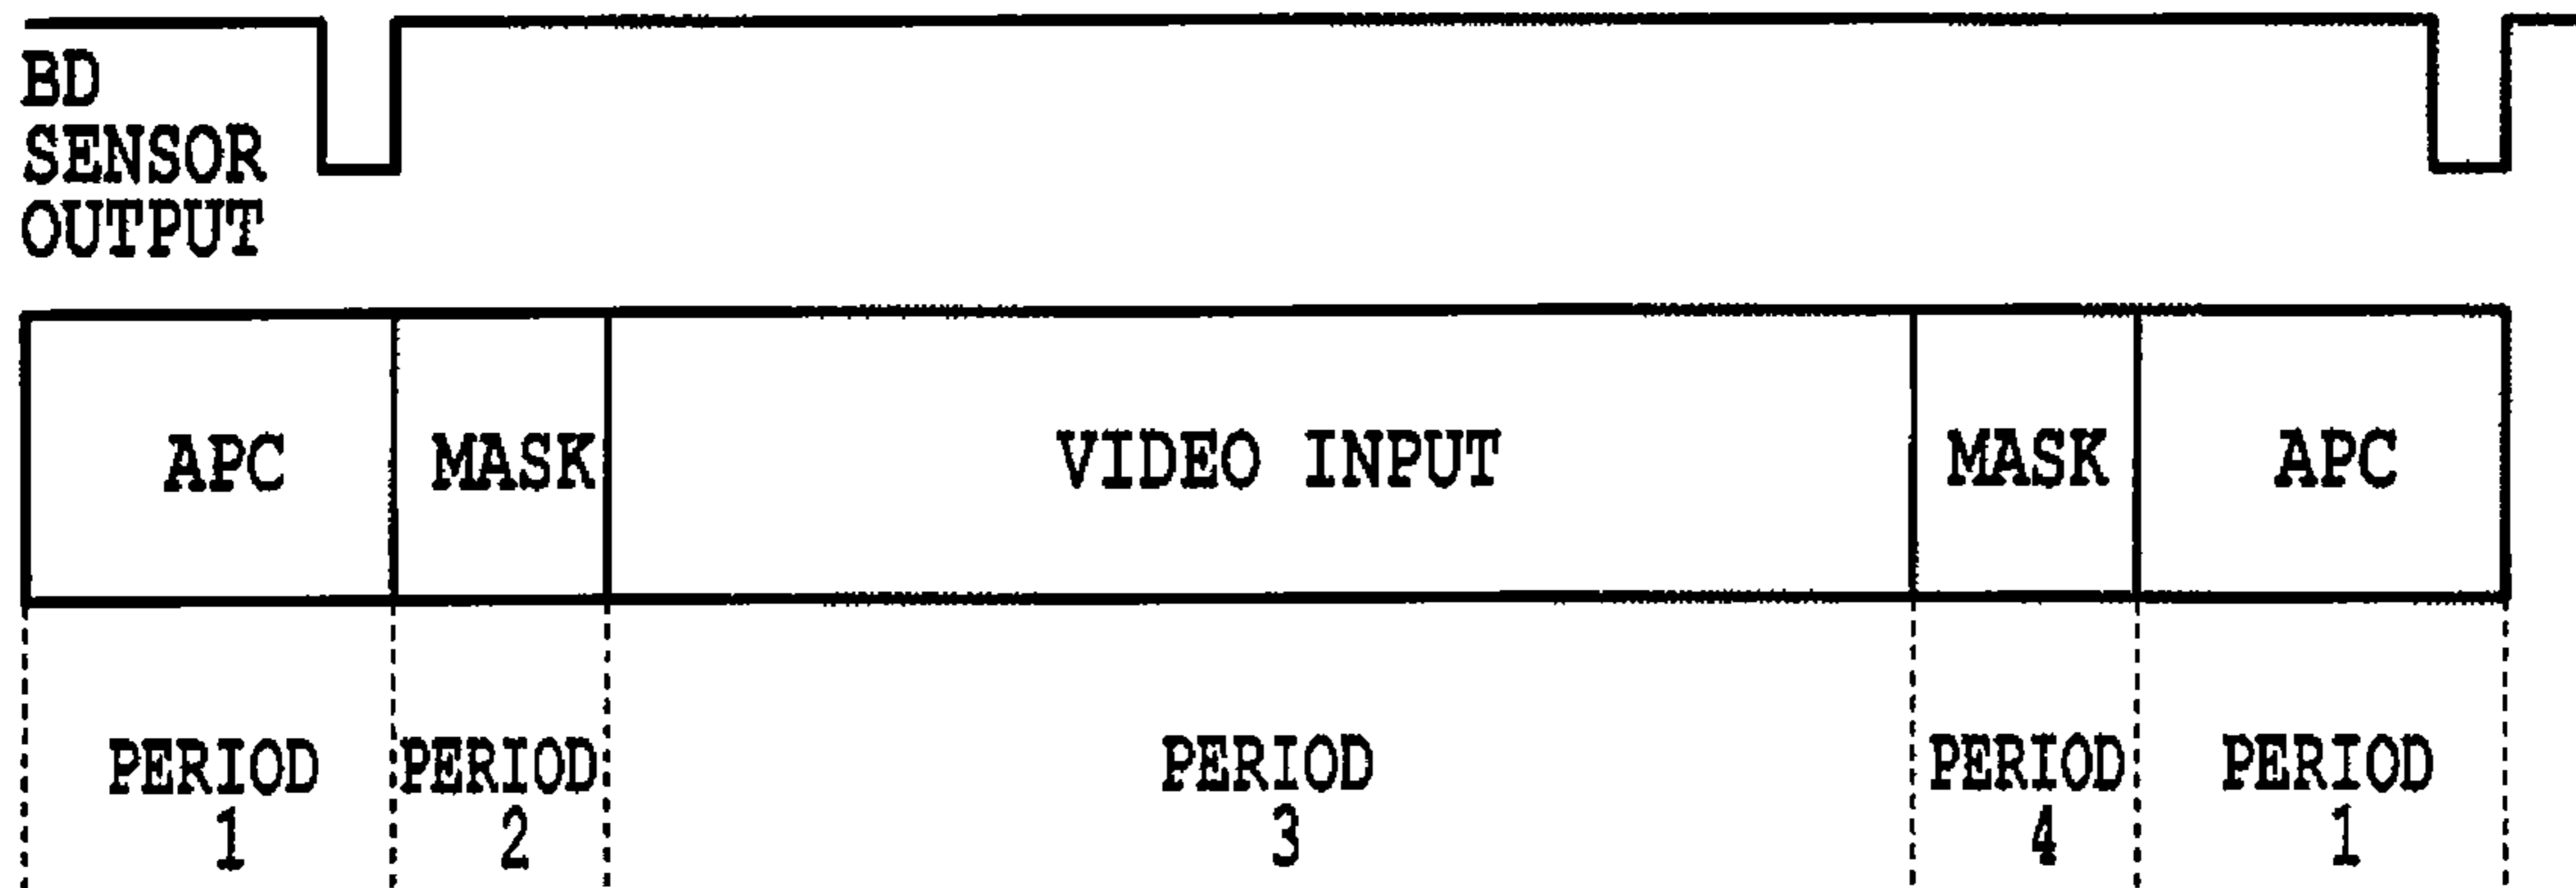 BD
SENSOR
OUTPUT
APC MASK VIDEO INPUT MASK APC
PERIOD PERIOD PERIOD PERIOD PERIOD
1 2 3 4 1